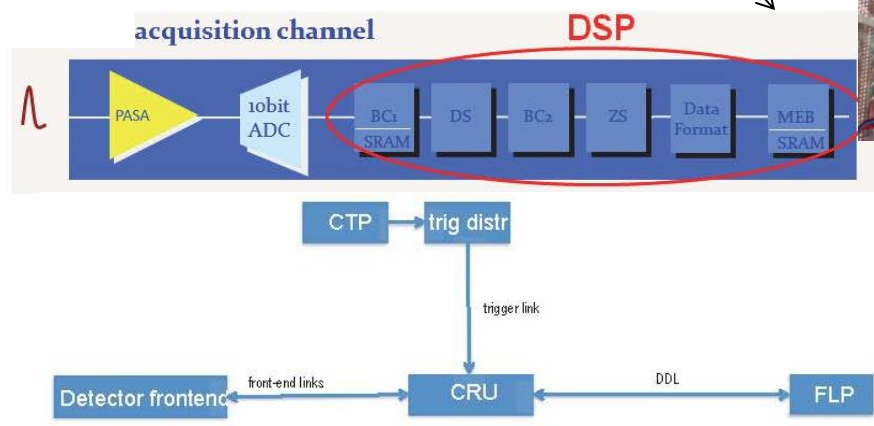 acquisition channel
DSP
PASA
10bit
ADC
BC1
SRAM
DS
BC2
ZS
Data
Format
MEB
SRAM
CTP
trig distr
trigger link
Detector frontend
front-end links
CRU
DDL
FLP